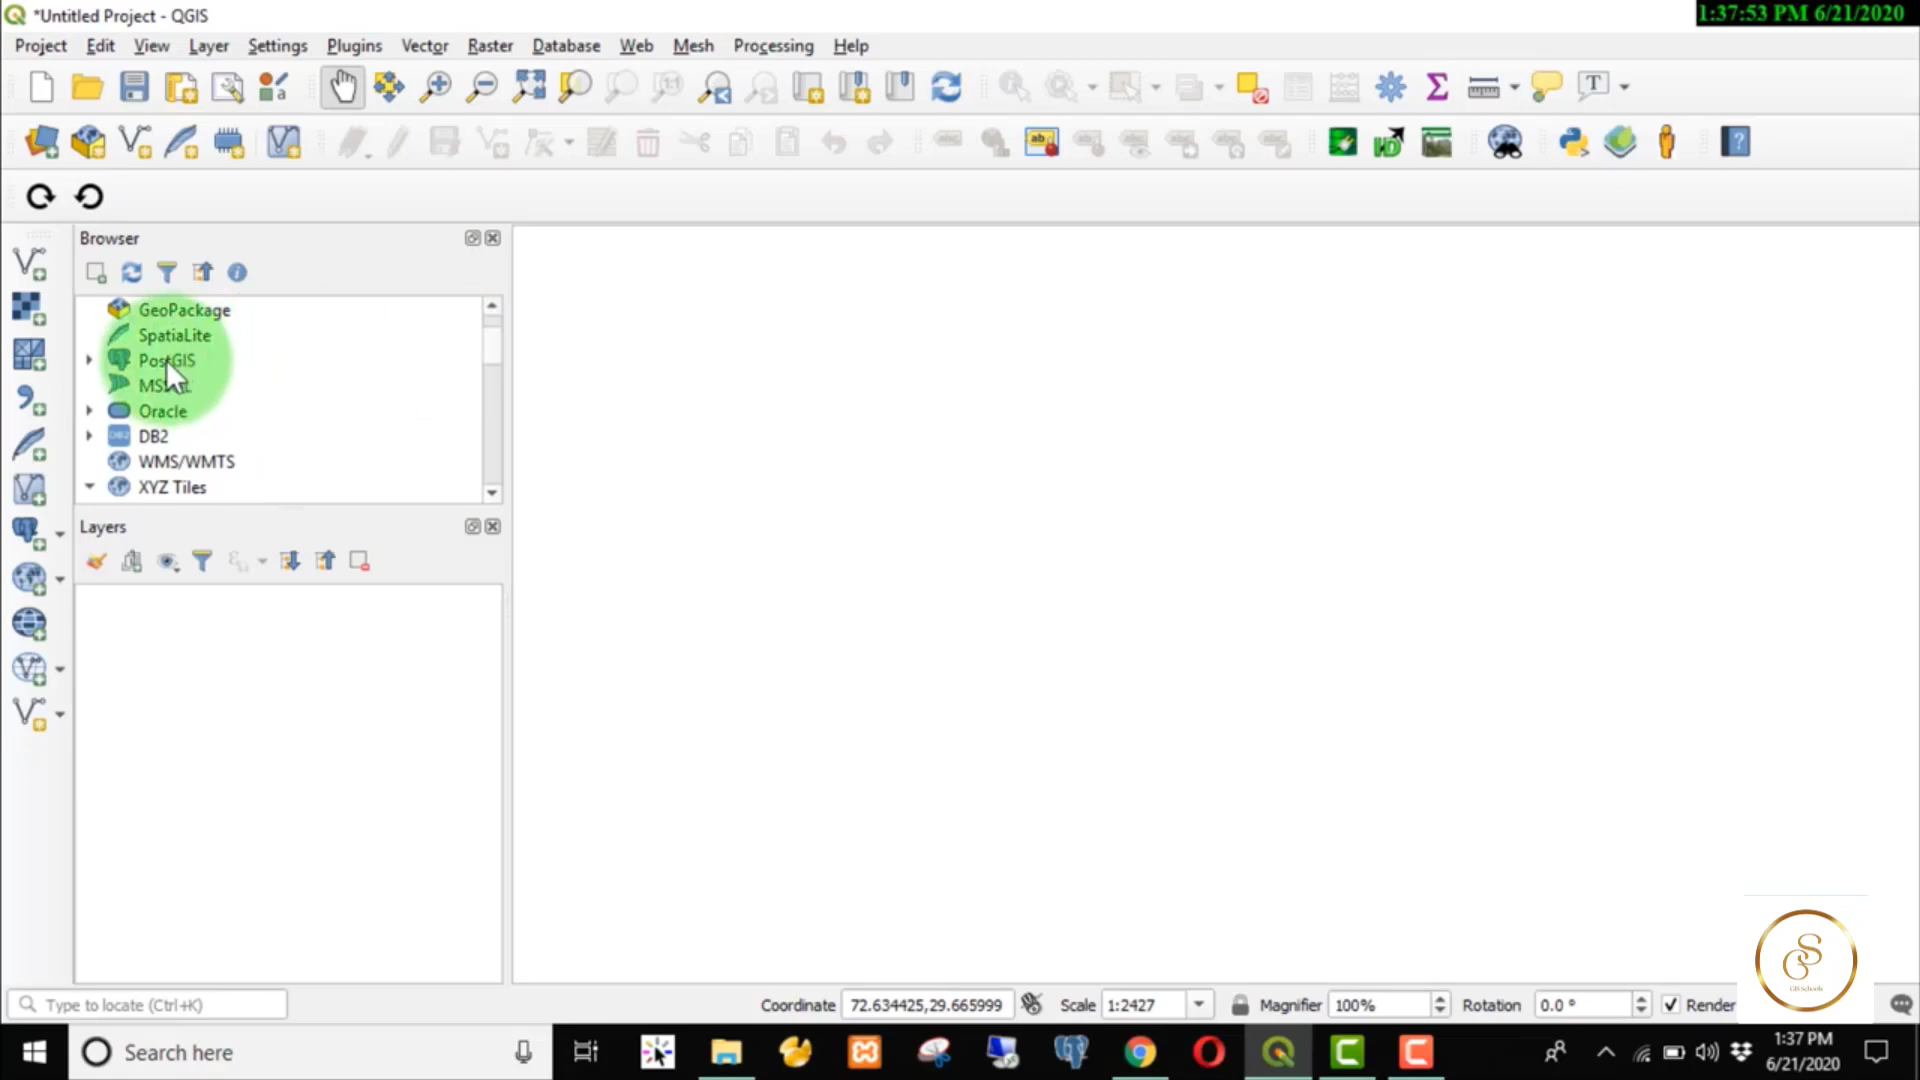 *Untitled Project - QGIS
1:37:53 PM 6/21/2020
Project Edit View Layer Settings Plugins Vector Raster Database Web Mesh Processing Help
Browser
GeoPackage
SpatiaLite
PostGIS
Oracle
DB2
WMS/WMTS
XYZ Tiles
Layers
Type to locate (Ctrl+K)
Coordinate 72.634425,29.665999 Scale 1:2427 Magnifier 100% Rotation 0.0 ° Render
GIS Schools
Search here
1:37 PM
6/21/2020